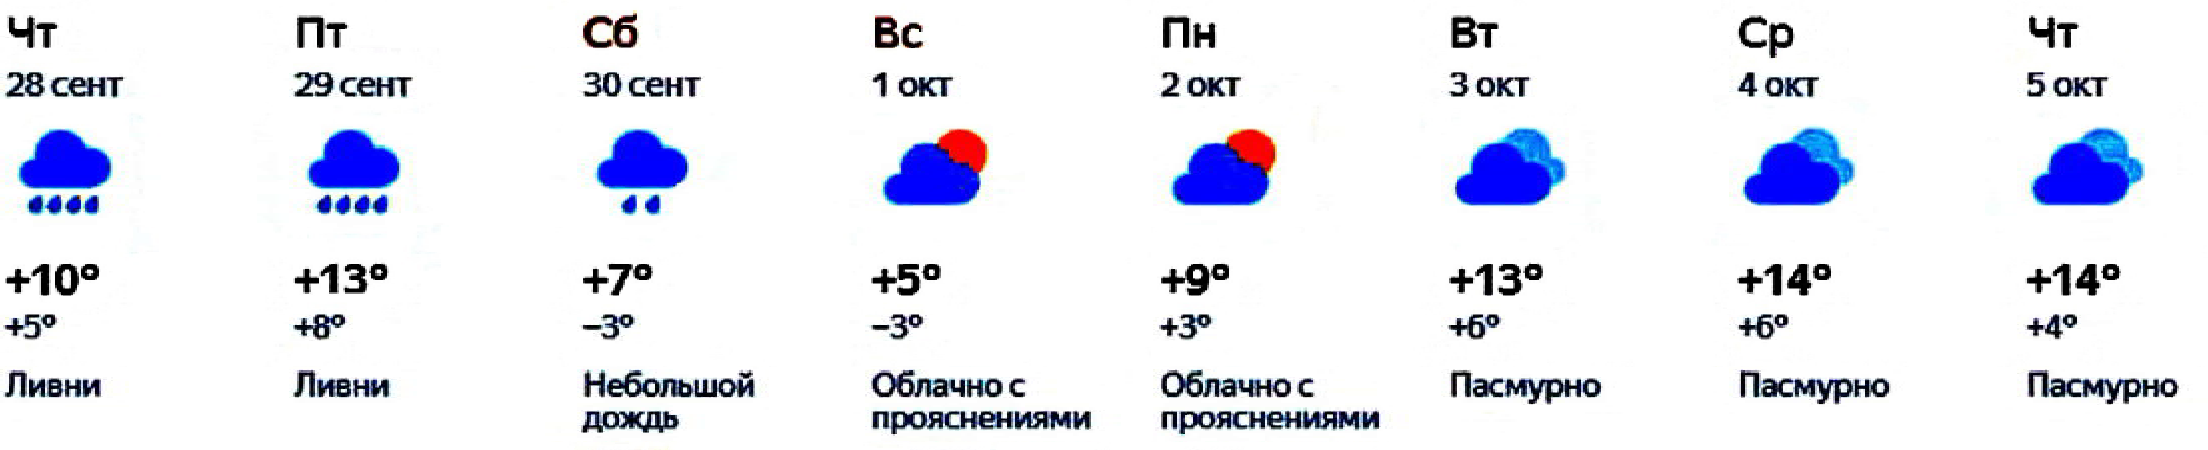 Чт Пт Сб Вс Пн Вт Ср Чт
28 сент 29 сент 30 сент 1 окт 2 окт 3 окт 4 окт 5 окт
+10° +13° +7° +5° +9° +13° +14° +14°
+5° +8° −3° −3° +3° +6° +6° +4°
Ливни Ливни Небольшой Облачно с Облачно с Пасмурно Пасмурно Пасмурно
дождь прояснениями прояснениями